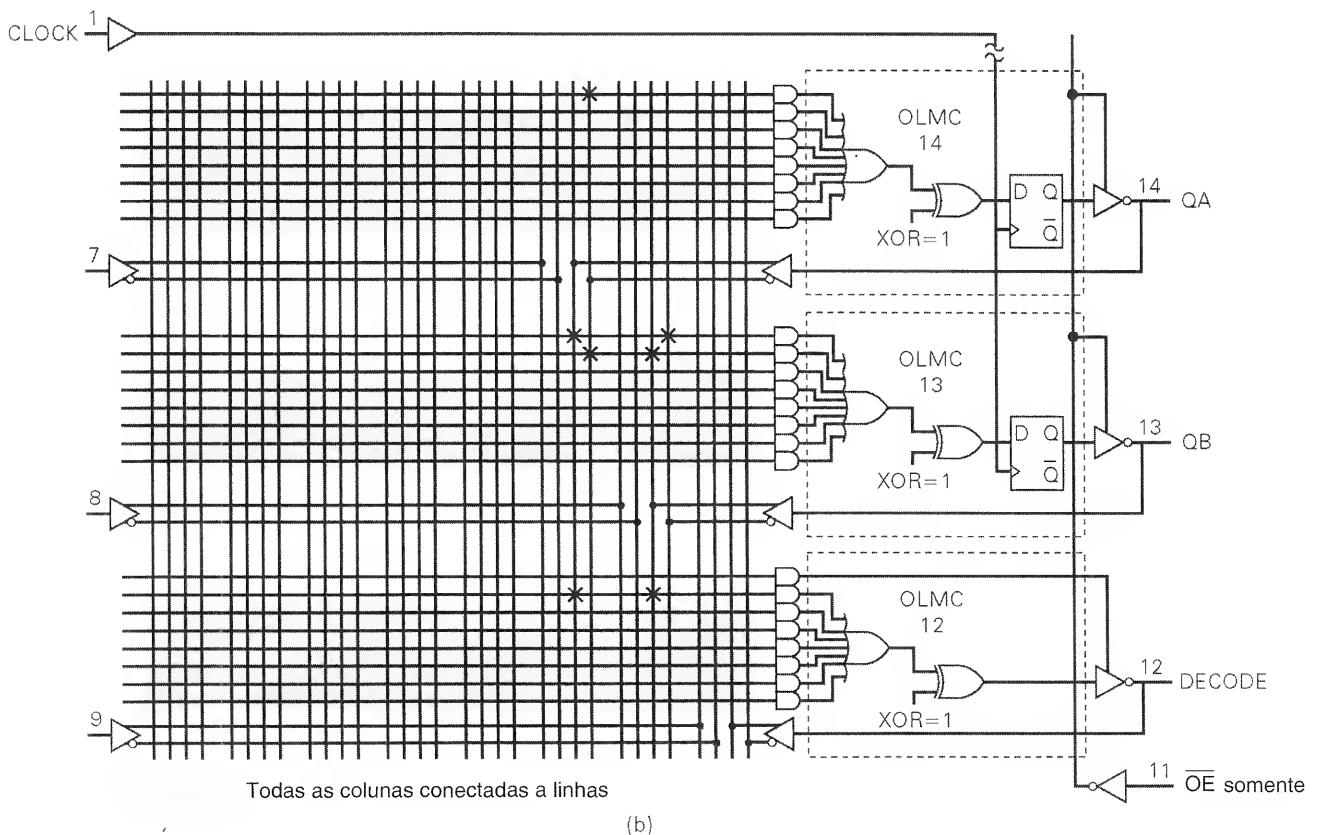 CLOCK 1
OLMC
14
D Q
Q̅
14
QA
XOR=1
7
OLMC
13
D Q
Q̅
13
QB
XOR=1
8
OLMC
12
12
DECODE
XOR=1
9
11
O̅E̅ somente
Todas as colunas conectadas a linhas
(b)